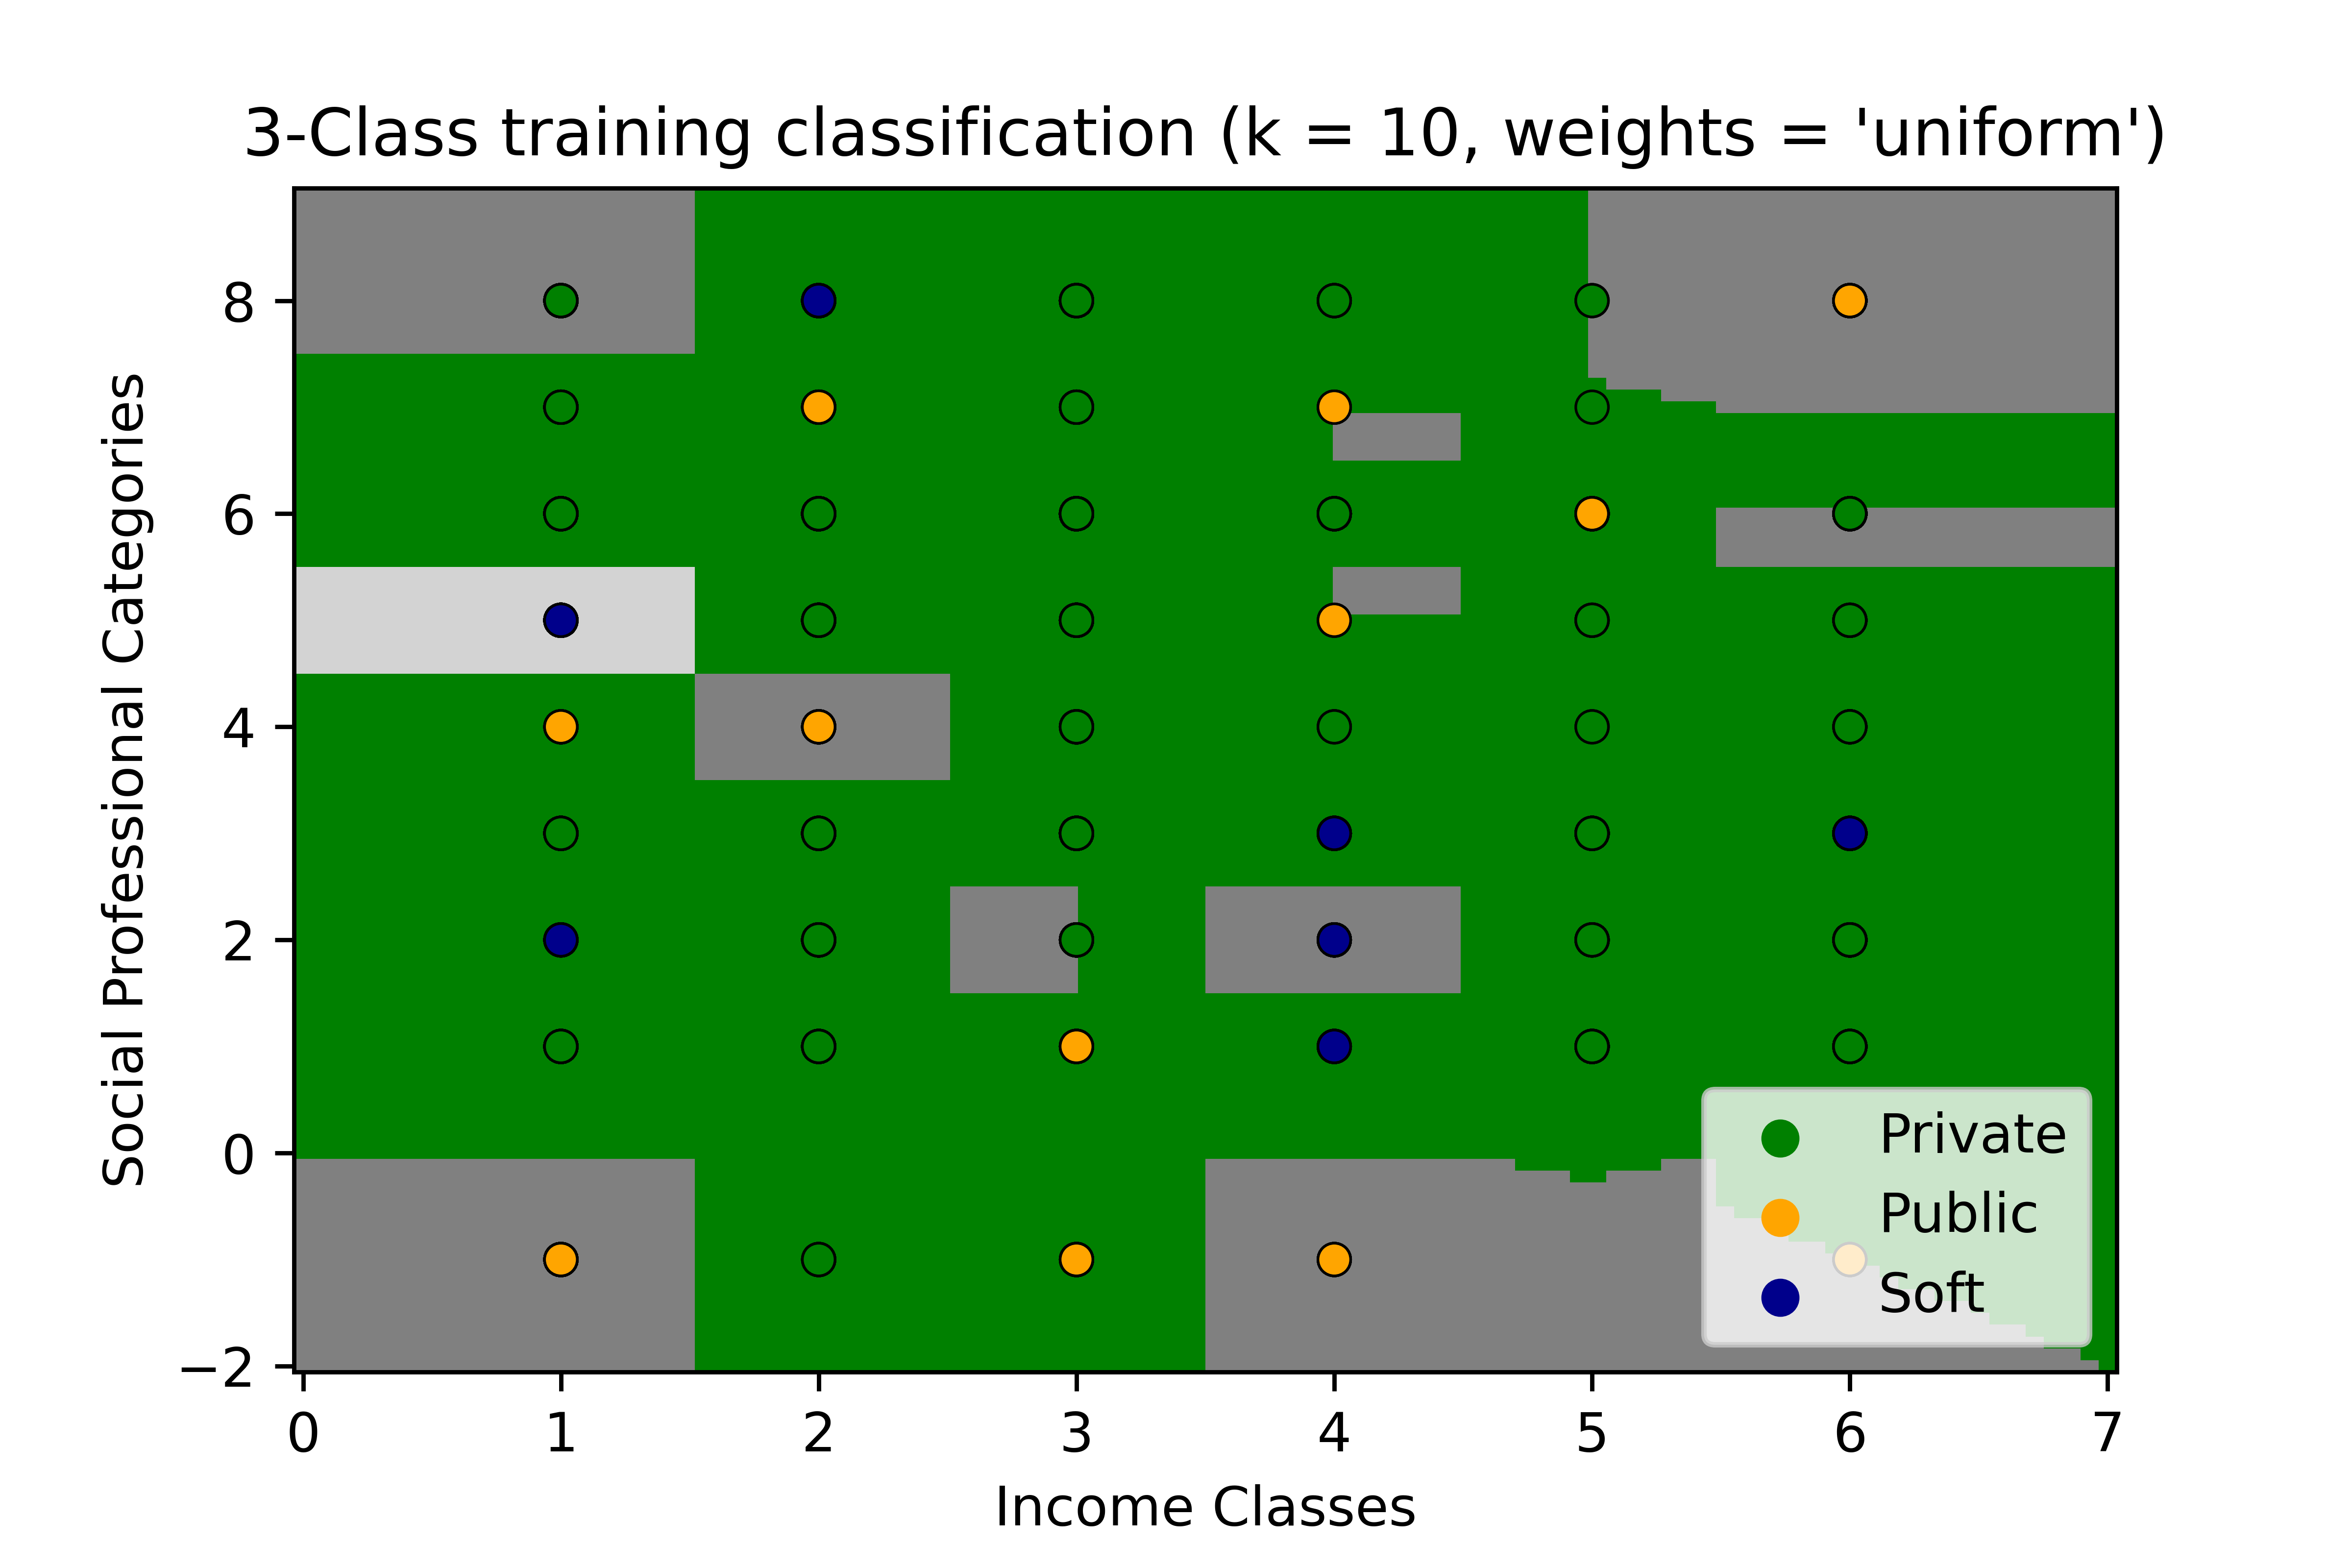 3-Class training classification (k = 10, weights = 'uniform')
Social Professional Categories
8
6
4
2
0
−2
Private
Public
Soft
0 1 2 3 4 5 6 7
Income Classes